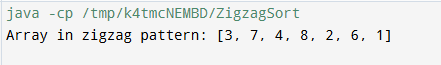 java -cp /tmp/k4tmcNEMBD/ZigzagSort
Array in zigzag pattern: [3, 7, 4, 8, 2, 6, 1]